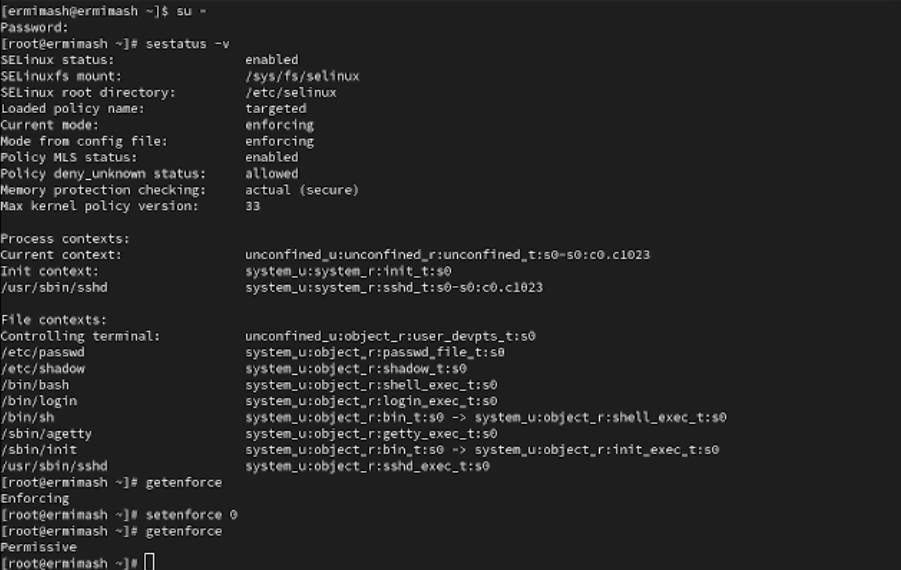 [ermimash@ermimash ~]$ su -
Password:
[root@ermimash ~]# sestatus -v
SELinux status:                 enabled
SELinuxfs mount:                /sys/fs/selinux
SELinux root directory:         /etc/selinux
Loaded policy name:             targeted
Current mode:                   enforcing
Mode from config file:          enforcing
Policy MLS status:              enabled
Policy deny_unknown status:     allowed
Memory protection checking:     actual (secure)
Max kernel policy version:      33

Process contexts:
Current context:                unconfined_u:unconfined_r:unconfined_t:s0-s0:c0.c1023
Init context:                   system_u:system_r:init_t:s0
/usr/sbin/sshd                  system_u:system_r:sshd_t:s0-s0:c0.c1023

File contexts:
Controlling terminal:           unconfined_u:object_r:user_devpts_t:s0
/etc/passwd                     system_u:object_r:passwd_file_t:s0
/etc/shadow                     system_u:object_r:shadow_t:s0
/bin/bash                       system_u:object_r:shell_exec_t:s0
/bin/login                      system_u:object_r:login_exec_t:s0
/bin/sh                         system_u:object_r:bin_t:s0 -> system_u:object_r:shell_exec_t:s0
/sbin/agetty                    system_u:object_r:getty_exec_t:s0
/sbin/init                      system_u:object_r:bin_t:s0 -> system_u:object_r:init_exec_t:s0
/usr/sbin/sshd                  system_u:object_r:sshd_exec_t:s0
[root@ermimash ~]# getenforce
Enforcing
[root@ermimash ~]# setenforce 0
[root@ermimash ~]# getenforce
Permissive
[root@ermimash ~]#